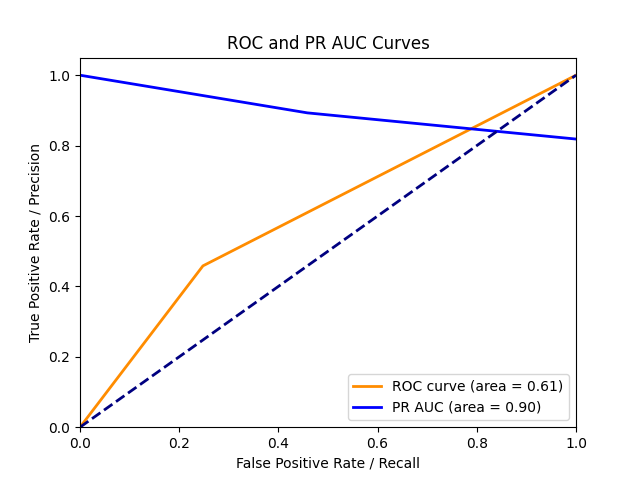 ROC and PR AUC Curves
True Positive Rate / Precision
1.0
0.8
0.6
0.4
0.2
0.0
ROC curve (area = 0.61)
PR AUC (area = 0.90)
0.0 0.2 0.4 0.6 0.8 1.0
False Positive Rate / Recall